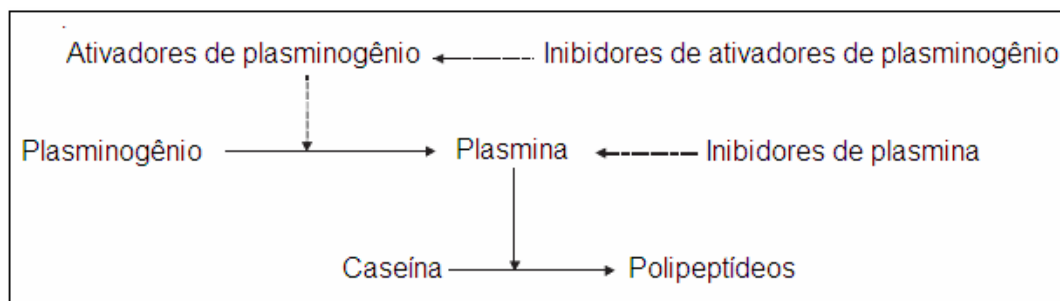 Ativadores de plasminogênio Inibidores de ativadores de plasminogênio
Plasminogênio Plasmina Inibidores de plasmina
Caseína Polipeptídeos